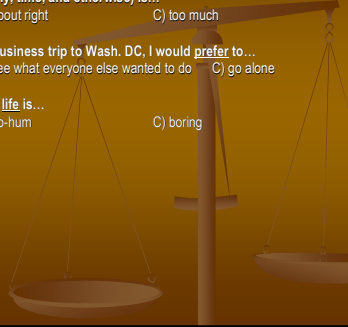 is...
bout right C) too much
usiness trip to Wash. DC, I would prefer to...
ee what everyone else wanted to do C) go alone
life is...
o-hum C) boring